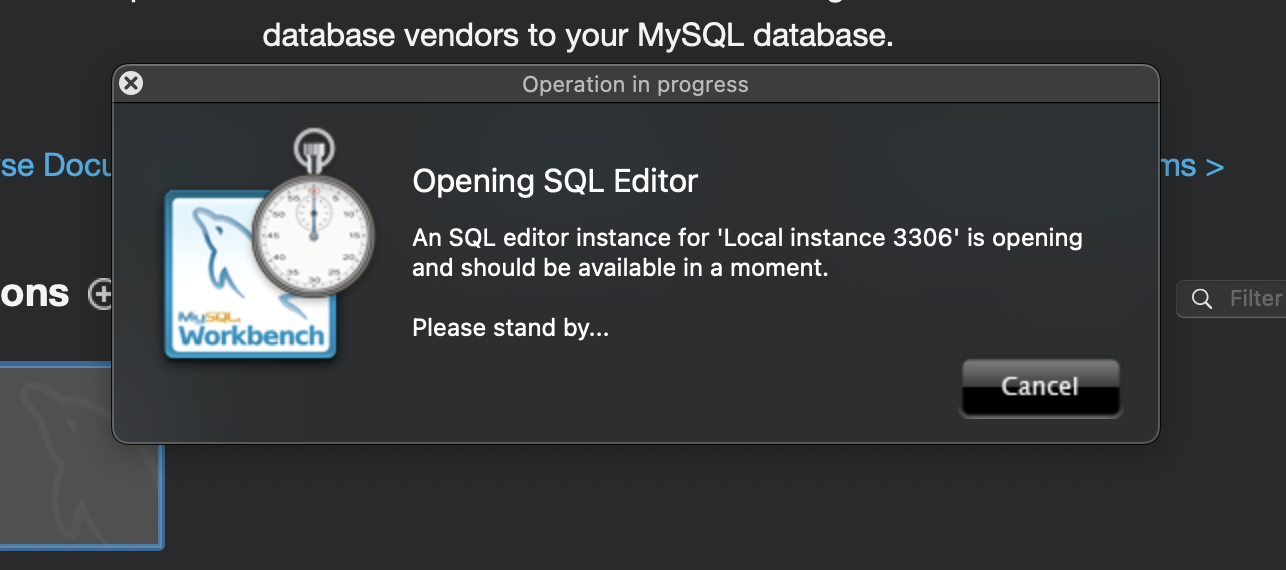 database vendors to your MySQL database.
Operation in progress
se Docu
ms >
Opening SQL Editor
An SQL editor instance for 'Local instance 3306' is opening
and should be available in a moment.
Please stand by...
MySQL
Workbench
ons
Filter
Cancel